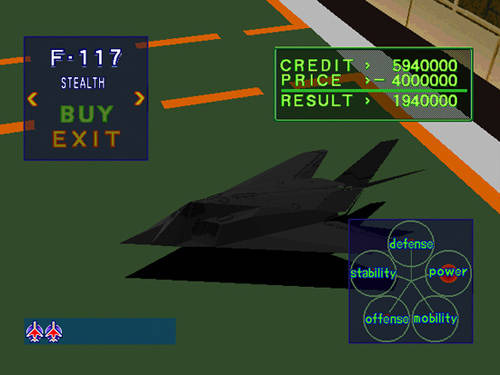 F-117
STEALTH
BUY
EXIT
CREDIT > 5940000
PRICE >- 4000000
RESULT > 1940000
defense
stability power
offense mobility